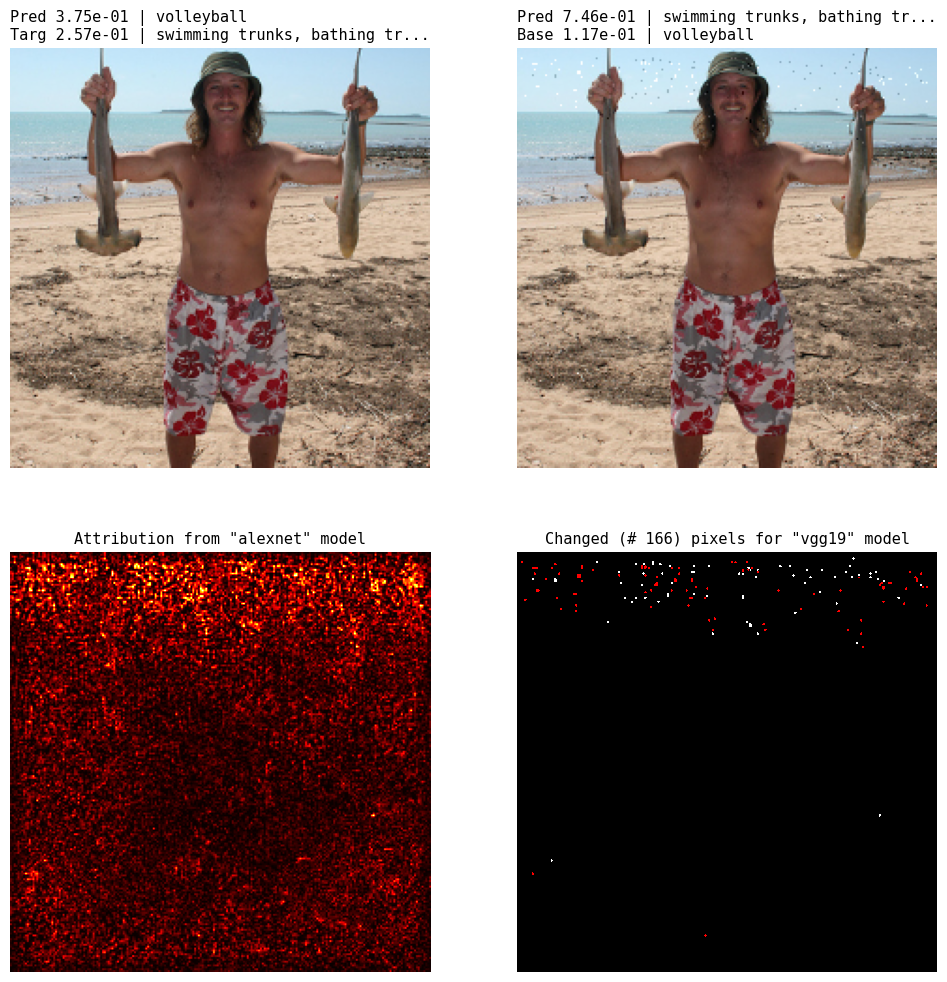 Pred 3.75e-01 | volleyball
Targ 2.57e-01 | swimming trunks, bathing tr...
Pred 7.46e-01 | swimming trunks, bathing tr...
Base 1.17e-01 | volleyball
Attribution from "alexnet" model
Changed (# 166) pixels for "vgg19" model